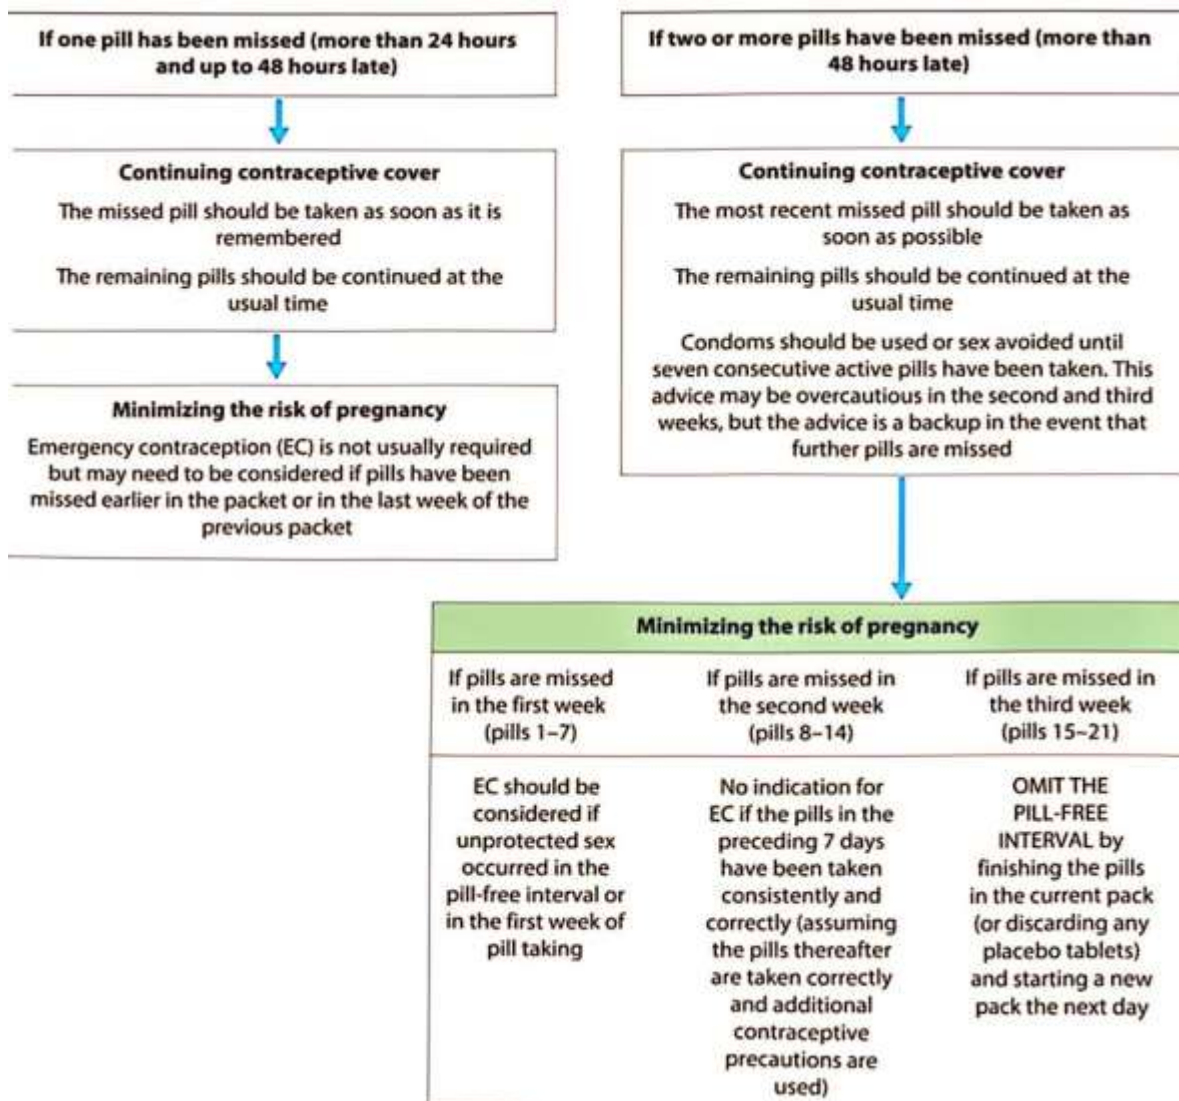 If one pill has been missed (more than 24 hours
and up to 48 hours late)
Continuing contraceptive cover
The missed pill should be taken as soon as it is
remembered
The remaining pills should be continued at the
usual time
Minimizing the risk of pregnancy
Emergency contraception (EC) is not usually required
but may need to be considered if pills have been
missed earlier in the packet or in the last week of the
previous packet
If two or more pills have been missed (more than
48 hours late)
Continuing contraceptive cover
The most recent missed pill should be taken as
soon as possible
The remaining pills should be continued at the
usual time
Condoms should be used or sex avoided until
seven consecutive active pills have been taken. This
advice may be overcautious in the second and third
weeks, but the advice is a backup in the event that
further pills are missed
Minimizing the risk of pregnancy
If pills are missed
in the first week
(pills 1–7)
EC should be
considered if
unprotected sex
occurred in the
pill-free interval or
in the first week of
pill taking
If pills are missed in
the second week
(pills 8–14)
No indication for
EC if the pills in the
preceding 7 days
have been taken
consistently and
correctly (assuming
the pills thereafter
are taken correctly
and additional
contraceptive
precautions are
used)
If pills are missed in
the third week
(pills 15–21)
OMIT THE
PILL-FREE
INTERVAL by
finishing the pills
in the current pack
(or discarding any
placebo tablets)
and starting a new
pack the next day